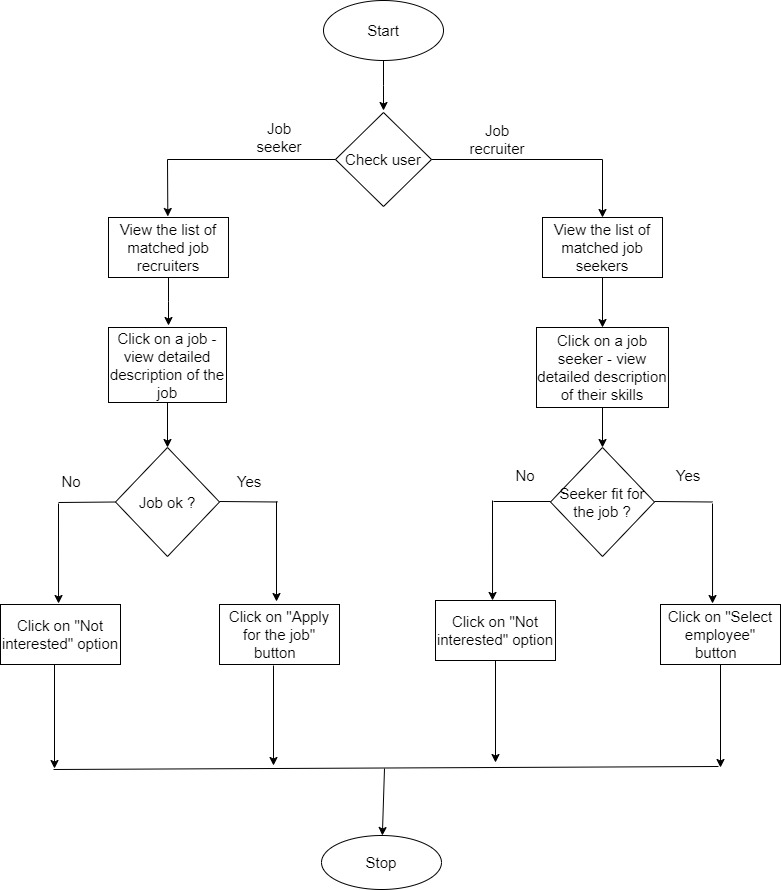 Start
Job
seeker
Job
recruiter
Check user
View the list of
matched job
recruiters
View the list of
matched job
seekers
Click on a job -
view detailed
description of the
job
Click on a job
seeker - view
detailed description
of their skills
No
Job ok ?
Yes
No
Seeker fit for
the job ?
Yes
Click on "Not
interested" option
Click on "Apply
for the job"
button
Click on "Not
interested" option
Click on "Select
employee"
button
Stop